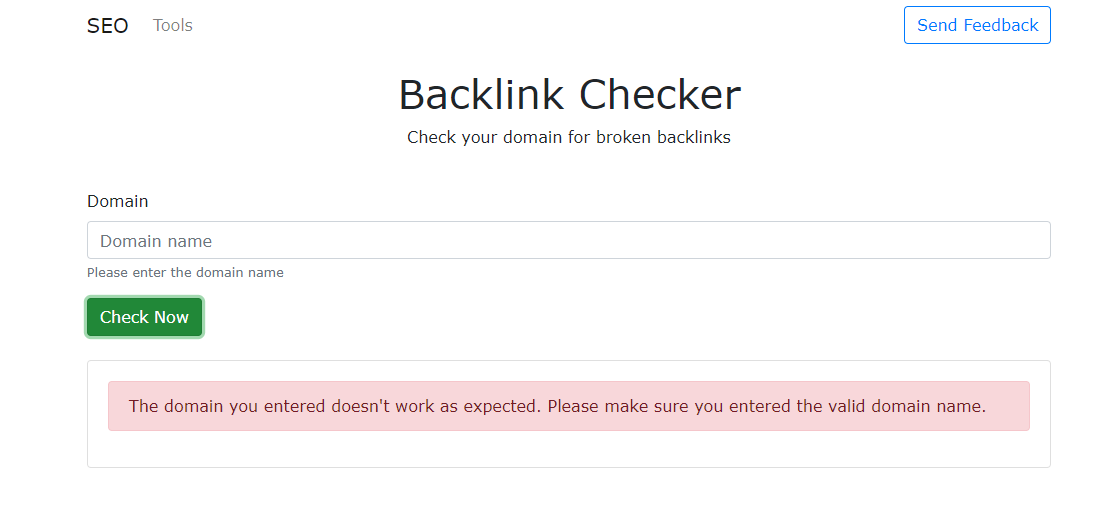 SEO Tools Send Feedback
Backlink Checker
Check your domain for broken backlinks
Domain
Domain name
Please enter the domain name
Check Now
The domain you entered doesn't work as expected. Please make sure you entered the valid domain name.